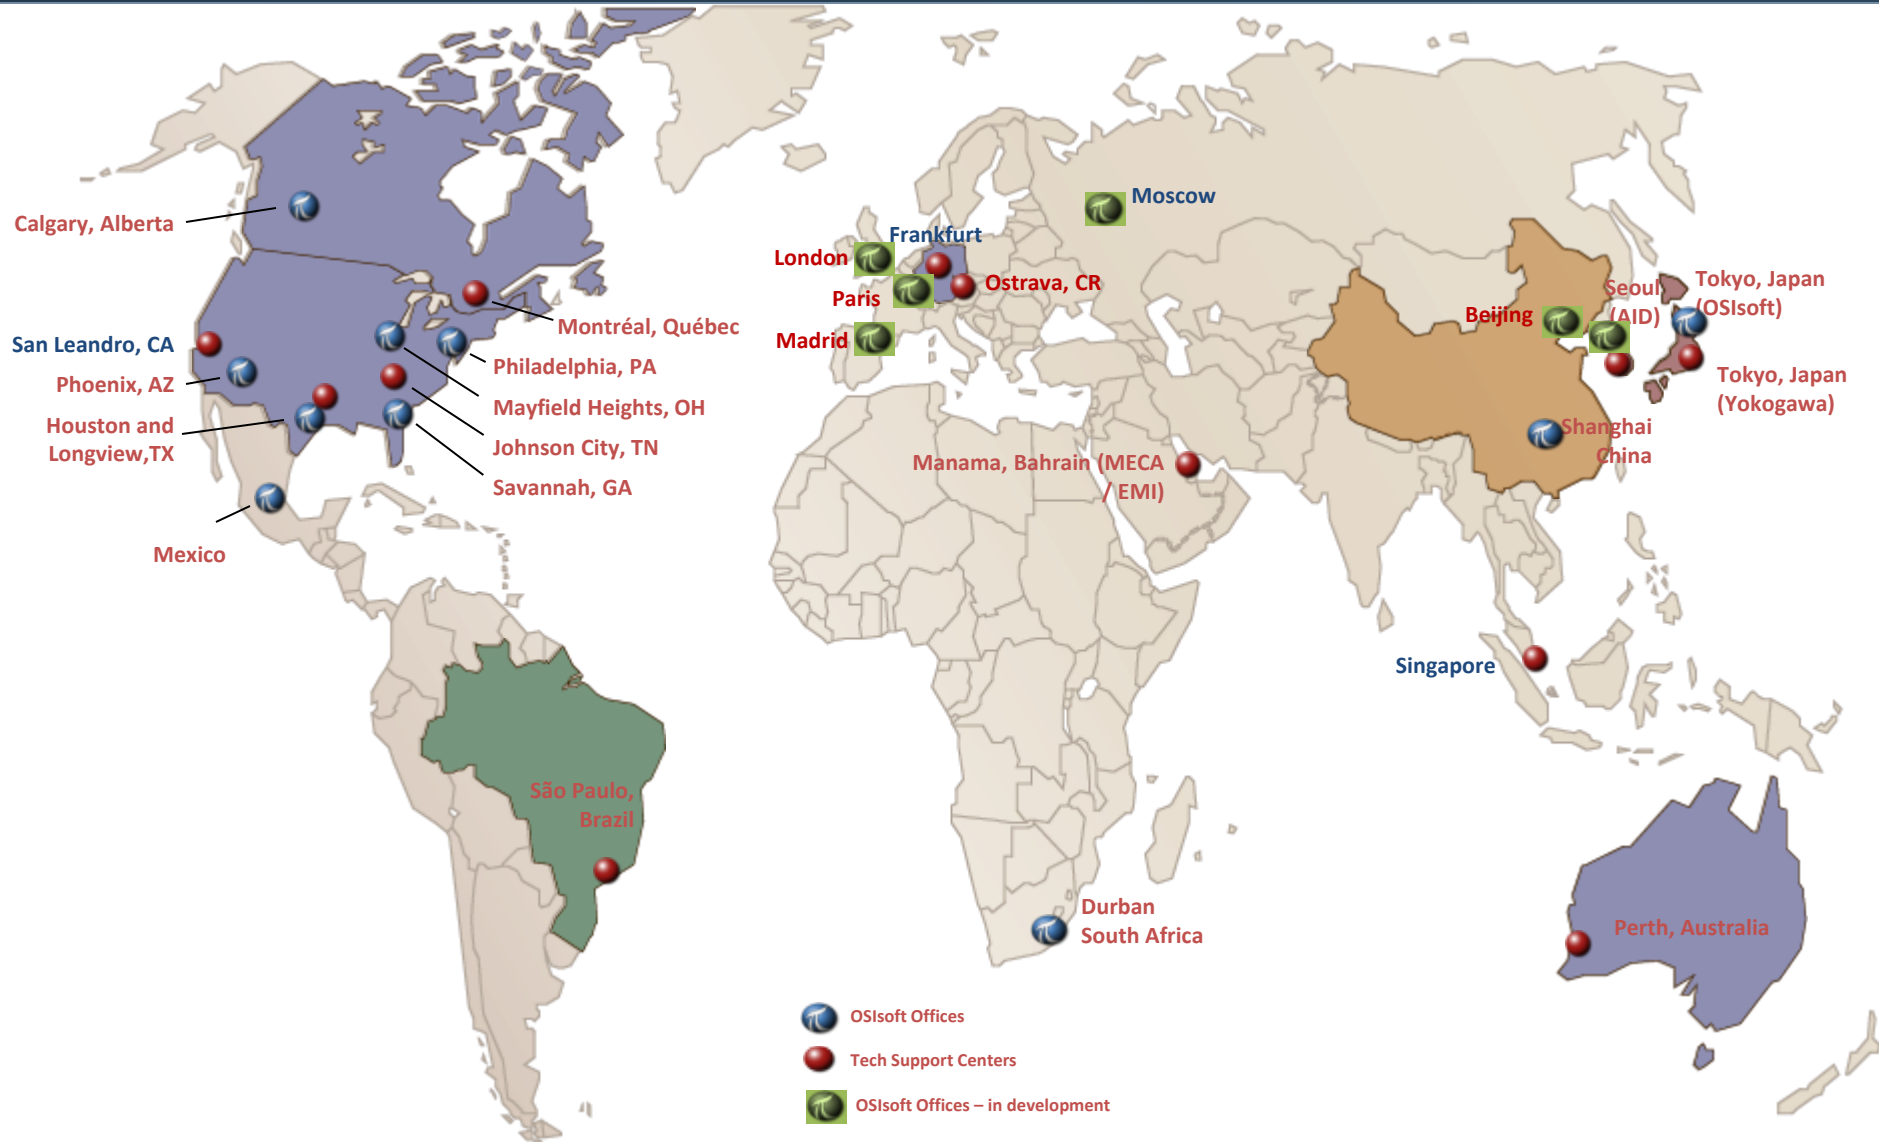 Calgary, Alberta
San Leandro, CA
Phoenix, AZ
Houston and
Longview,TX
Mexico
Montréal, Québec
Philadelphia, PA
Mayfield Heights, OH
Johnson City, TN
Savannah, GA
São Paulo,
Brazil
Moscow
Frankfurt
London
Ostrava, CR
Paris
Madrid
Manama, Bahrain (MECA
/ EMI)
Durban
South Africa
Beijing
Seoul
(AID)
Tokyo, Japan
(OSIsoft)
Tokyo, Japan
(Yokogawa)
Shanghai
China
Singapore
Perth, Australia
OSIsoft Offices
Tech Support Centers
OSIsoft Offices – in development